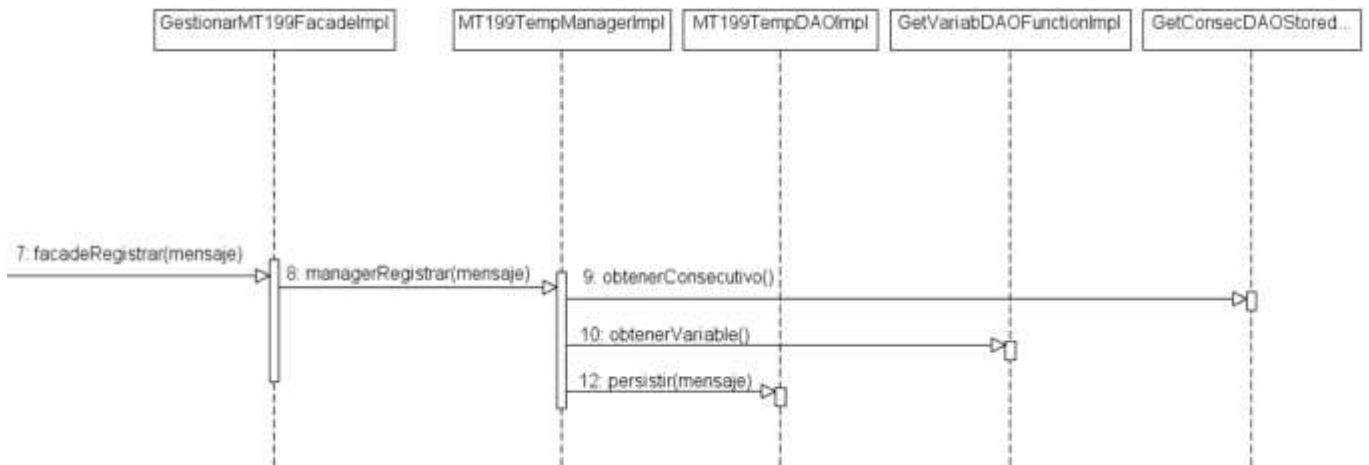 GestionarMT199FacadeImpl
MT199TempManagerImpl
MT199TempDAOImpl
GetVariabDAOFunctionImpl
GetConsecDAOStored...
7: facadeRegistrar(mensaje)
8: managerRegistrar(mensaje)
9: obtenerConsecutivo()
10: obtenerVariable()
12: persistir(mensaje)